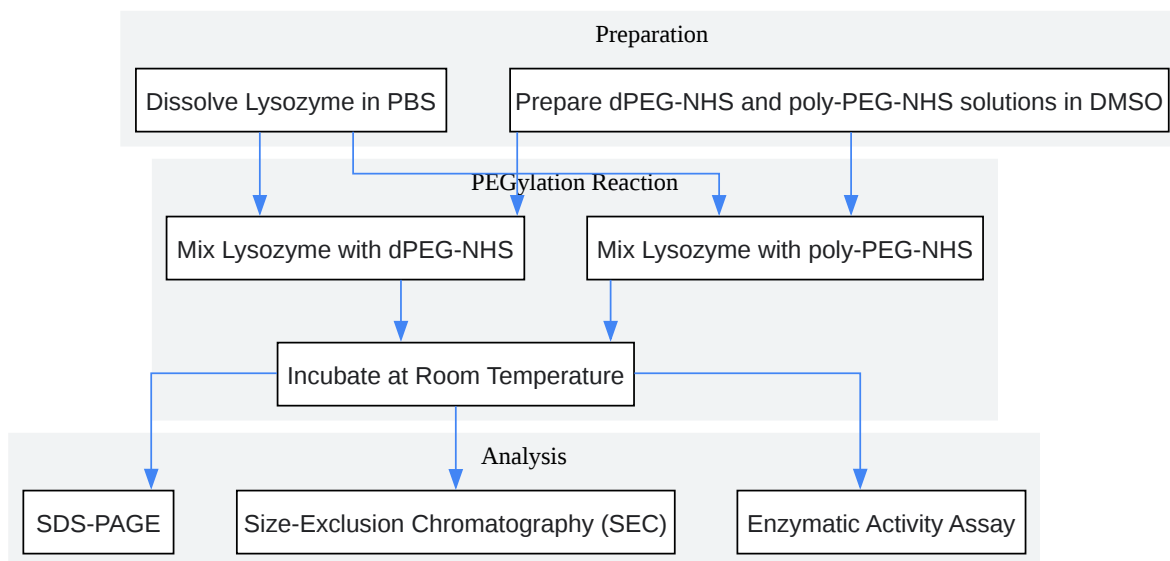 Preparation
Dissolve Lysozyme in PBS
Prepare dPEG-NHS and poly-PEG-NHS solutions in DMSO
PEGylation Reaction
Mix Lysozyme with dPEG-NHS
Mix Lysozyme with poly-PEG-NHS
Incubate at Room Temperature
Analysis
SDS-PAGE
Size-Exclusion Chromatography (SEC)
Enzymatic Activity Assay